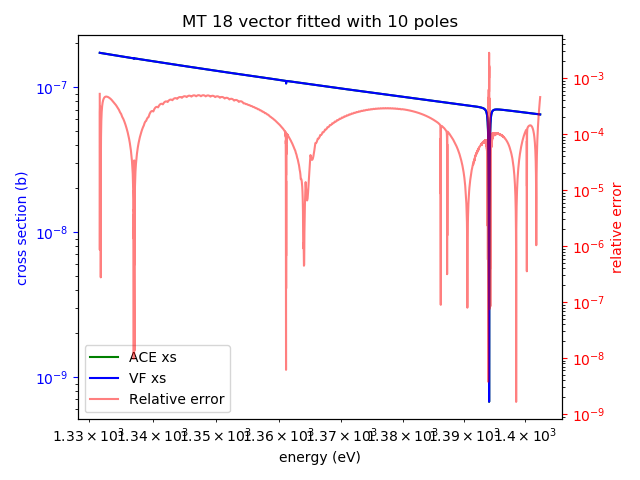 MT 18 vector fitted with 10 poles
10⁻⁷
10⁻⁸
10⁻⁹
cross section (b)
10⁻³
10⁻⁴
10⁻⁵
10⁻⁶
10⁻⁷
10⁻⁸
10⁻⁹
relative error
ACE xs
VF xs
Relative error
1.33×10³ 1.34×10³ 1.35×10³ 1.36×10³ 1.37×10³ 1.38×10³ 1.39×10³ 1.4×10³
energy (eV)